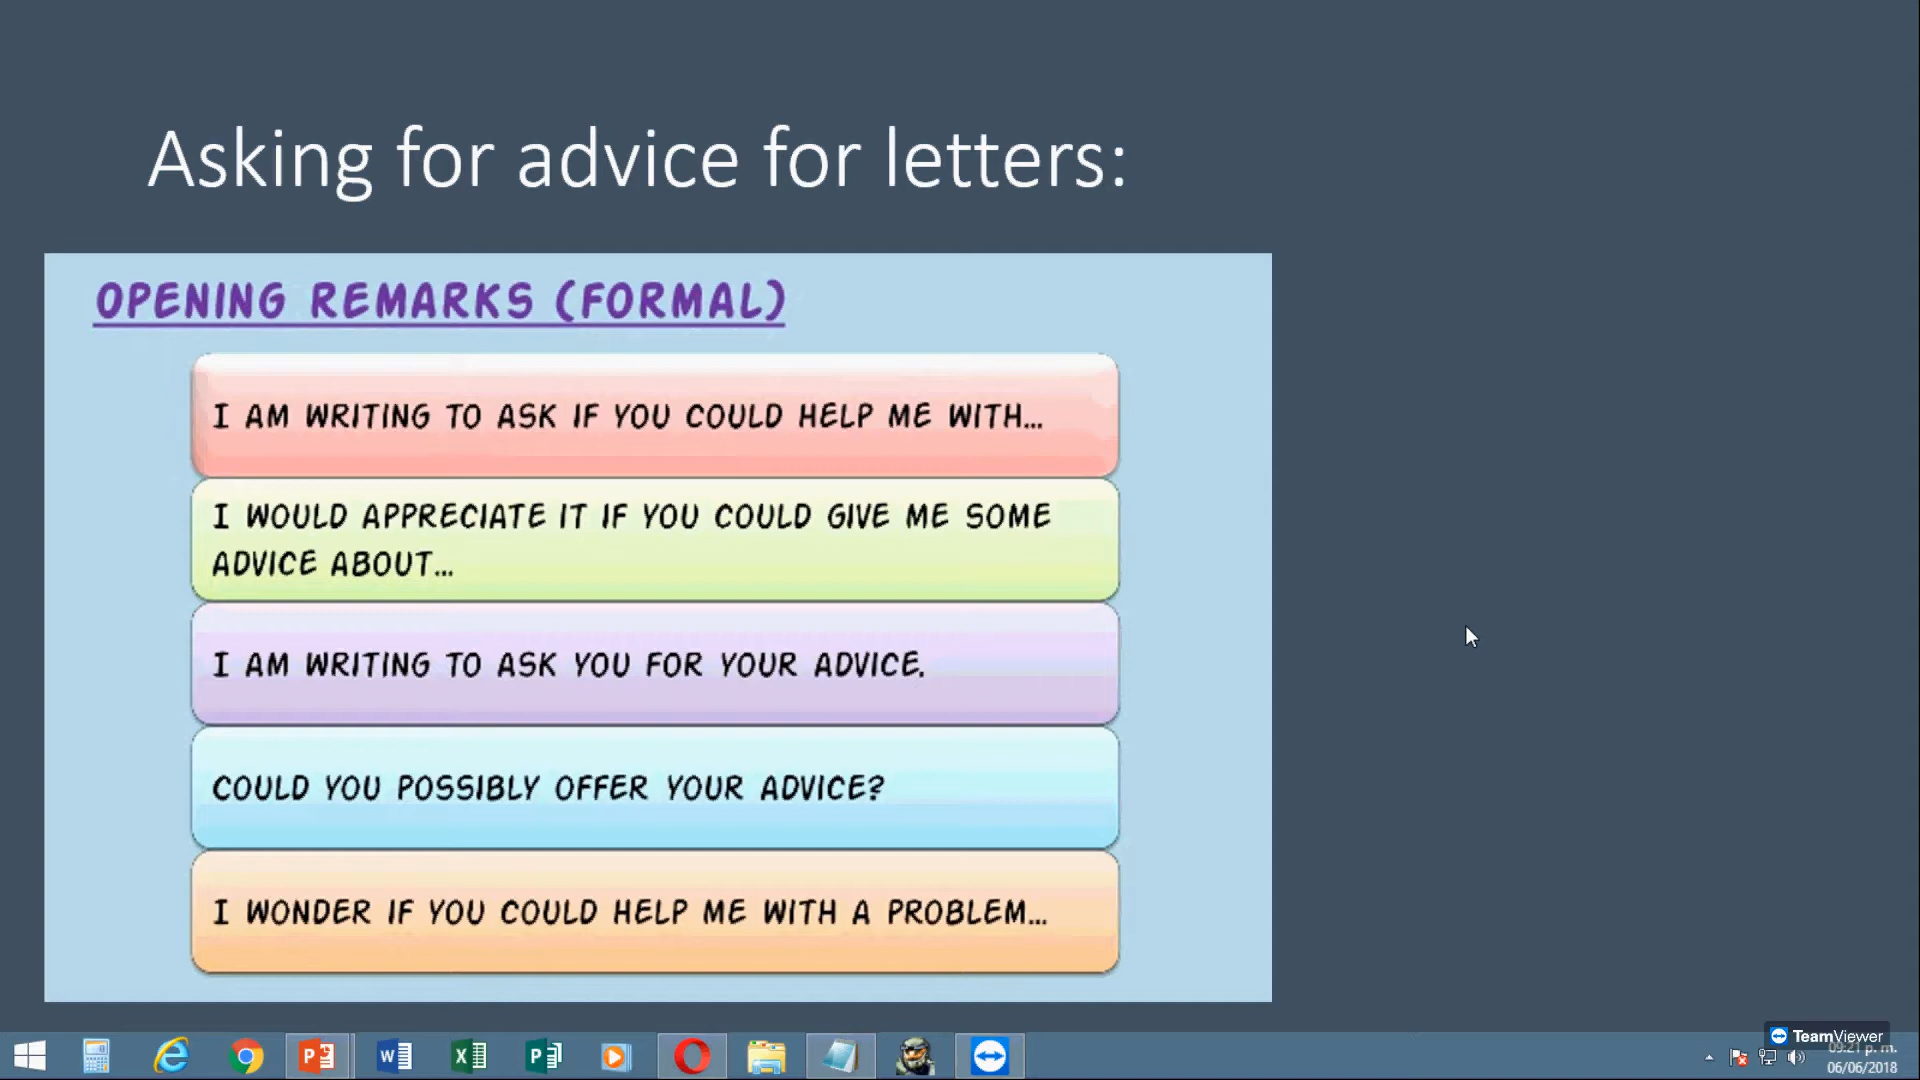 Asking for advice for letters:
OPENING REMARKS (FORMAL)
I AM WRITING TO ASK IF YOU COULD HELP ME WITH...
I WOULD APPRECIATE IT IF YOU COULD GIVE ME SOME
ADVICE ABOUT...
I AM WRITING TO ASK YOU FOR YOUR ADVICE.
COULD YOU POSSIBLY OFFER YOUR ADVICE?
I WONDER IF YOU COULD HELP ME WITH A PROBLEM...
TeamViewer
09:21 p. m.
06/06/2018